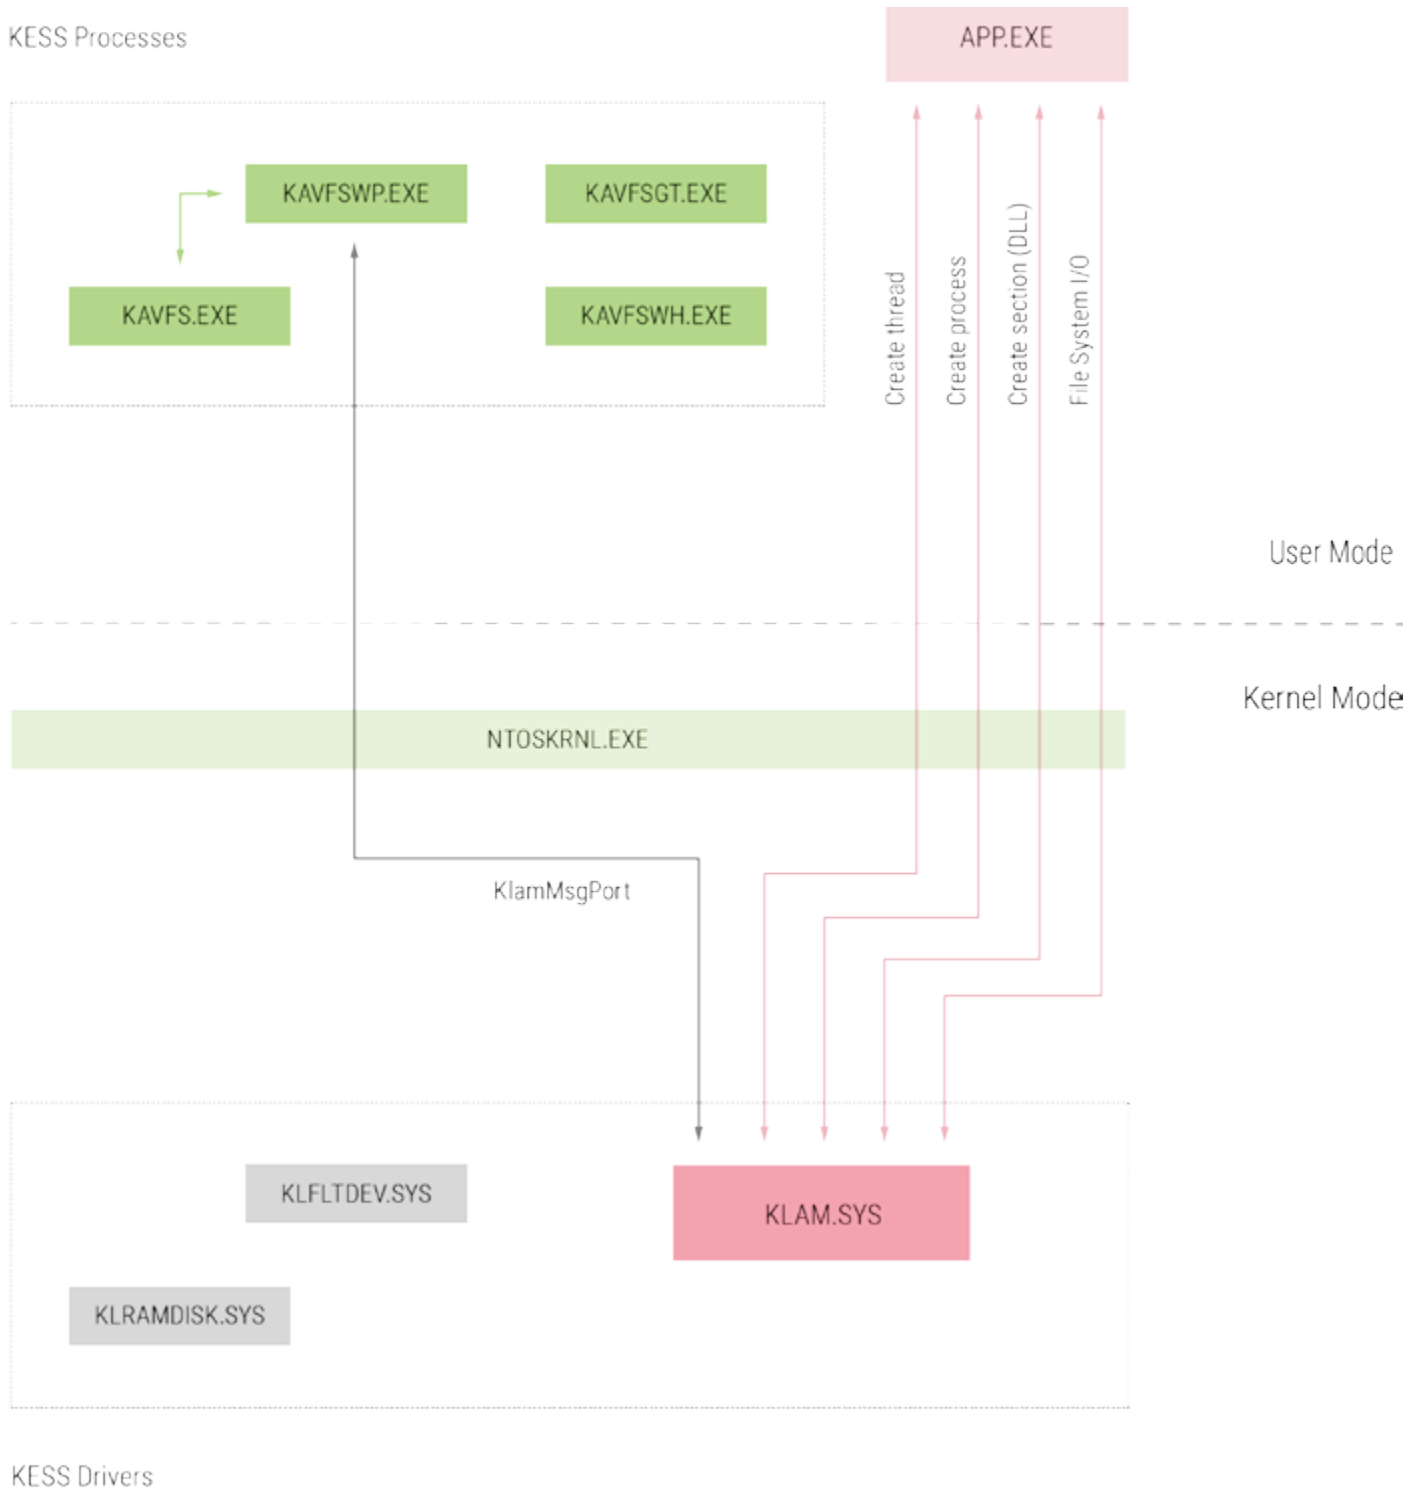 KESS Processes
APP.EXE
KAVFSWP.EXE
KAVFSGT.EXE
KAVFS.EXE
KAVFSWH.EXE
Create thread
Create process
Create section (DLL)
File System I/O
User Mode
Kernel Mode
NTOSKRNL.EXE
KlamMsgPort
KLFLTDEV.SYS
KLAM.SYS
KLRAMDISK.SYS
KESS Drivers